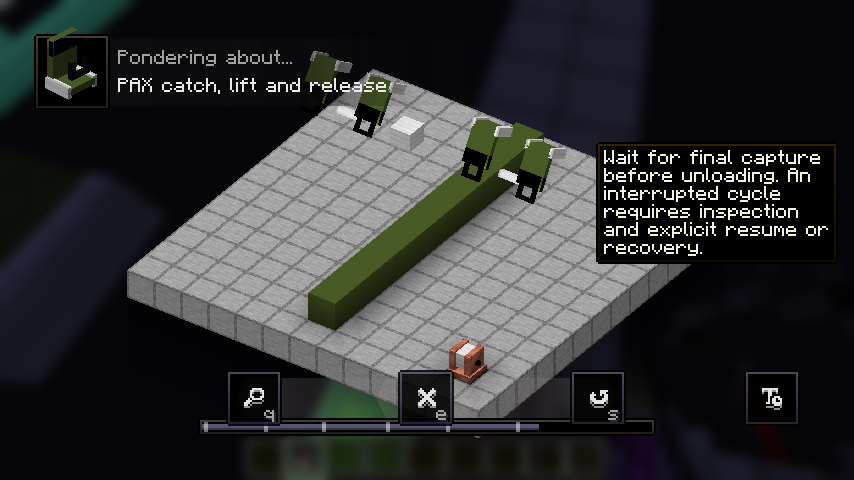 Pondering about...
PAX catch, lift and release
Wait for final capture
before unloading. An
interrupted cycle
requires inspection
and explicit resume or
recovery.
q
e
s
T